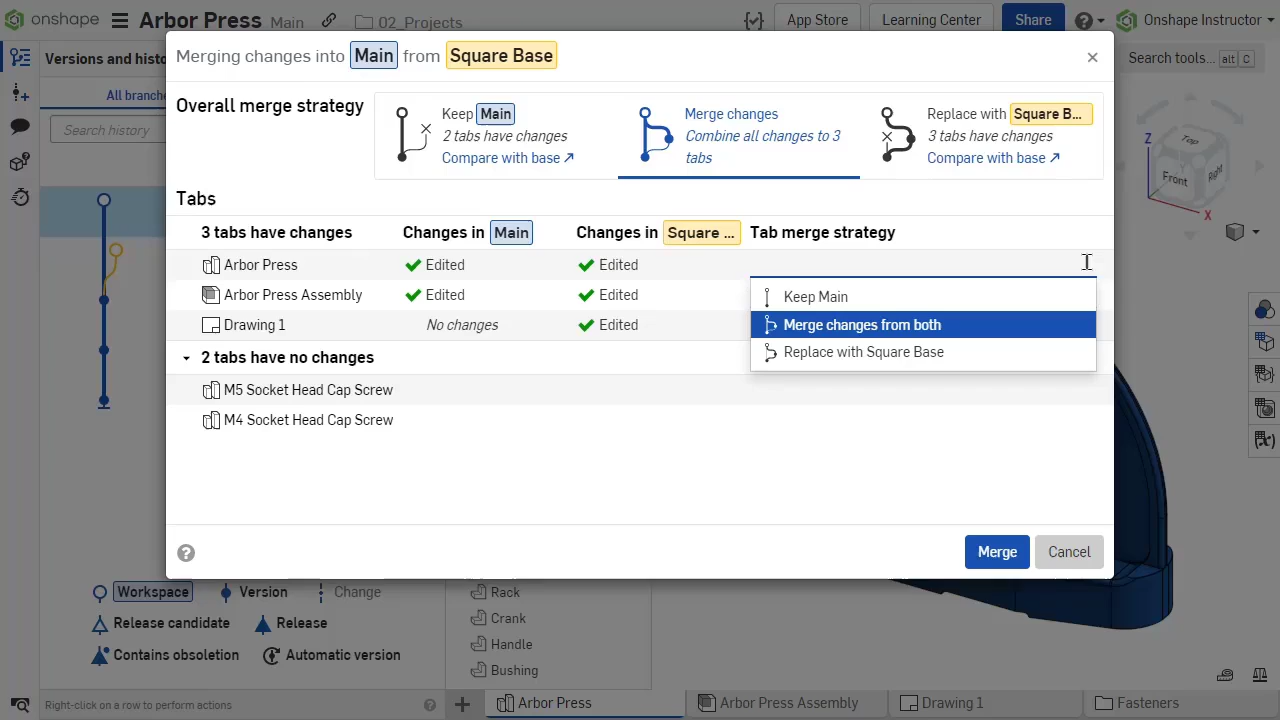 onshape Arbor Press Main 02_Projects App Store Learning Center Share Onshape Instructor
Versions and histo
Search tools... alt C
All branche
Search history
Merging changes into Main from Square Base
Overall merge strategy
Keep Main
2 tabs have changes
Compare with base
Merge changes
Combine all changes to 3
tabs
Replace with Square B...
3 tabs have changes
Compare with base
Z
Top
Front
Right
X
Tabs
3 tabs have changes Changes in Main Changes in Square ... Tab merge strategy
Arbor Press Edited Edited
Arbor Press Assembly Edited Edited
Drawing 1 No changes Edited
Keep Main
Merge changes from both
Replace with Square Base
2 tabs have no changes
M5 Socket Head Cap Screw
M4 Socket Head Cap Screw
Merge Cancel
Workspace Version Change
Release candidate Release
Contains obsoletion Automatic version
Rack
Crank
Handle
Bushing
Right-click on a row to perform actions
Arbor Press Arbor Press Assembly Drawing 1 Fasteners